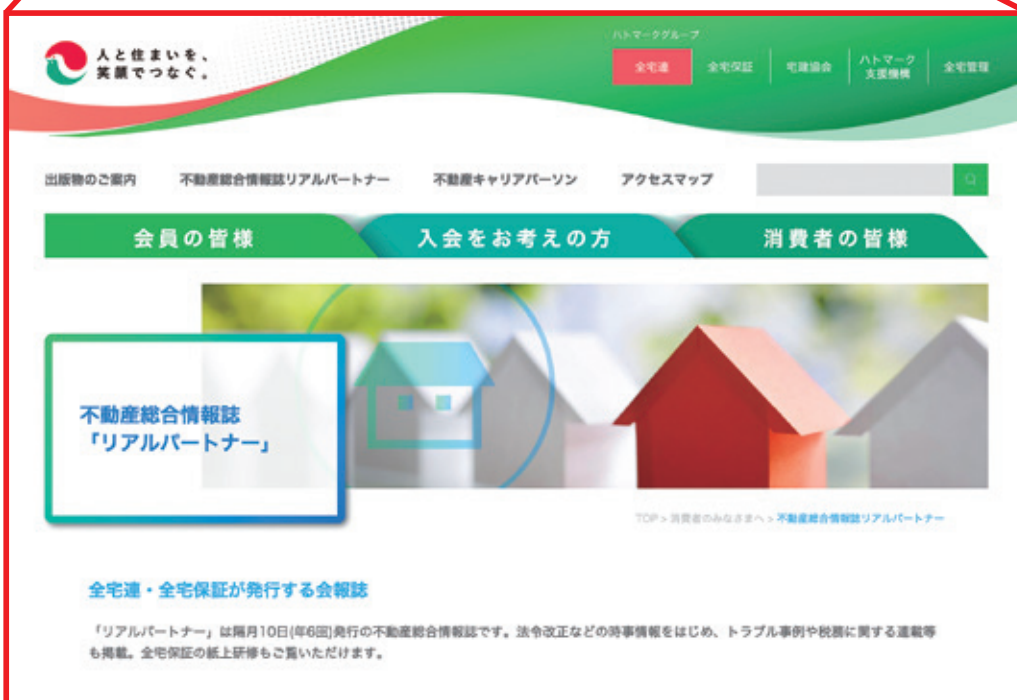 人と住まいを、
笑顔でつなぐ。
ハトマークグループ
全宅連
全宅保証
宅建協会
ハトマーク
支援機構
全宅管理
出版物のご案内
不動産総合情報誌リアルパートナー
不動産キャリアパーソン
アクセスマップ
会員の皆様
入会をお考えの方
消費者の皆様
不動産総合情報誌
「リアルパートナー」
TOP > 消費者のみなさまへ > 不動産総合情報誌リアルパートナー
全宅連・全宅保証が発行する会報誌
「リアルパートナー」は隔月10日(年6回)発行の不動産総合情報誌です。法令改正などの時事情報をはじめ、トラブル事例や税務に関する連載等
も掲載。全宅保証の紙上研修もご覧いただけます。